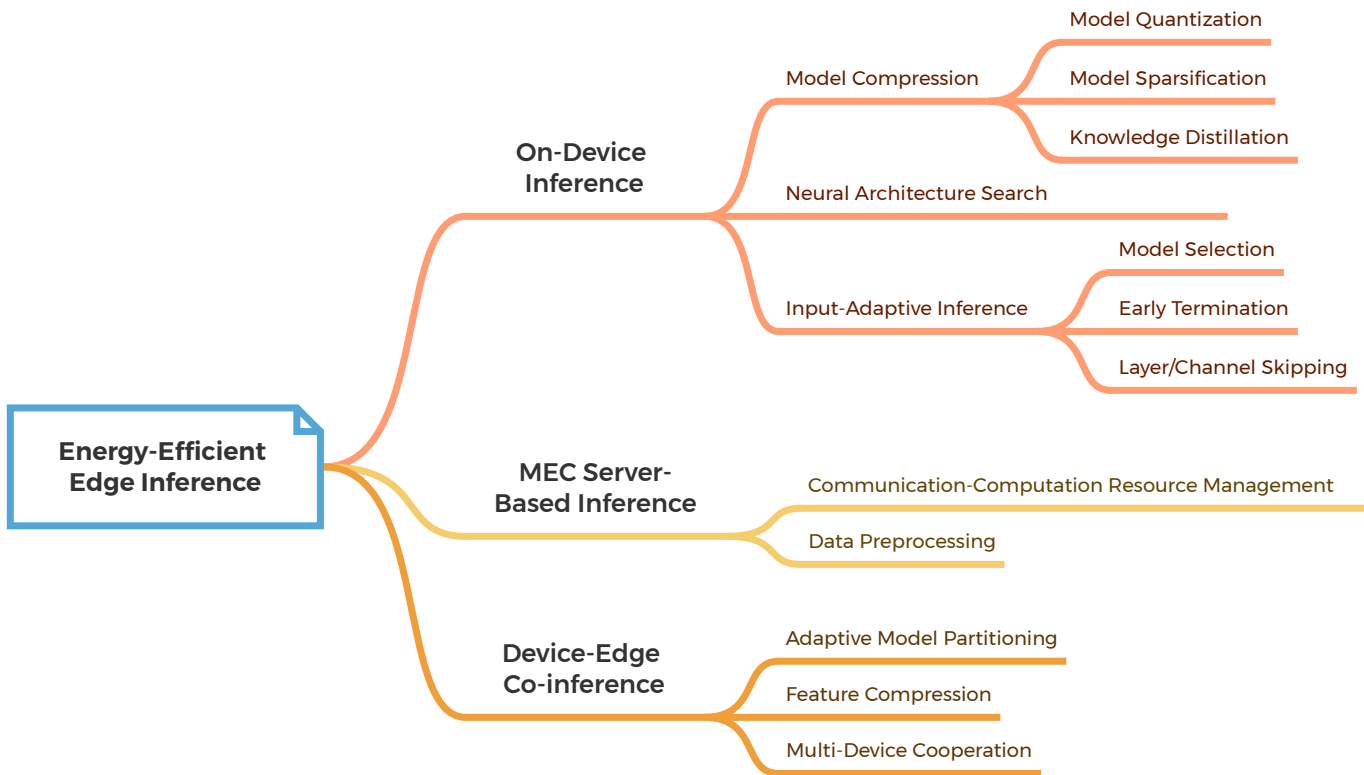 Energy-Efficient
Edge Inference
On-Device
Inference
Model Compression
Model Quantization
Model Sparsification
Knowledge Distillation
Neural Architecture Search
Input-Adaptive Inference
Model Selection
Early Termination
Layer/Channel Skipping
MEC Server-
Based Inference
Communication-Computation Resource Management
Data Preprocessing
Device-Edge
Co-inference
Adaptive Model Partitioning
Feature Compression
Multi-Device Cooperation